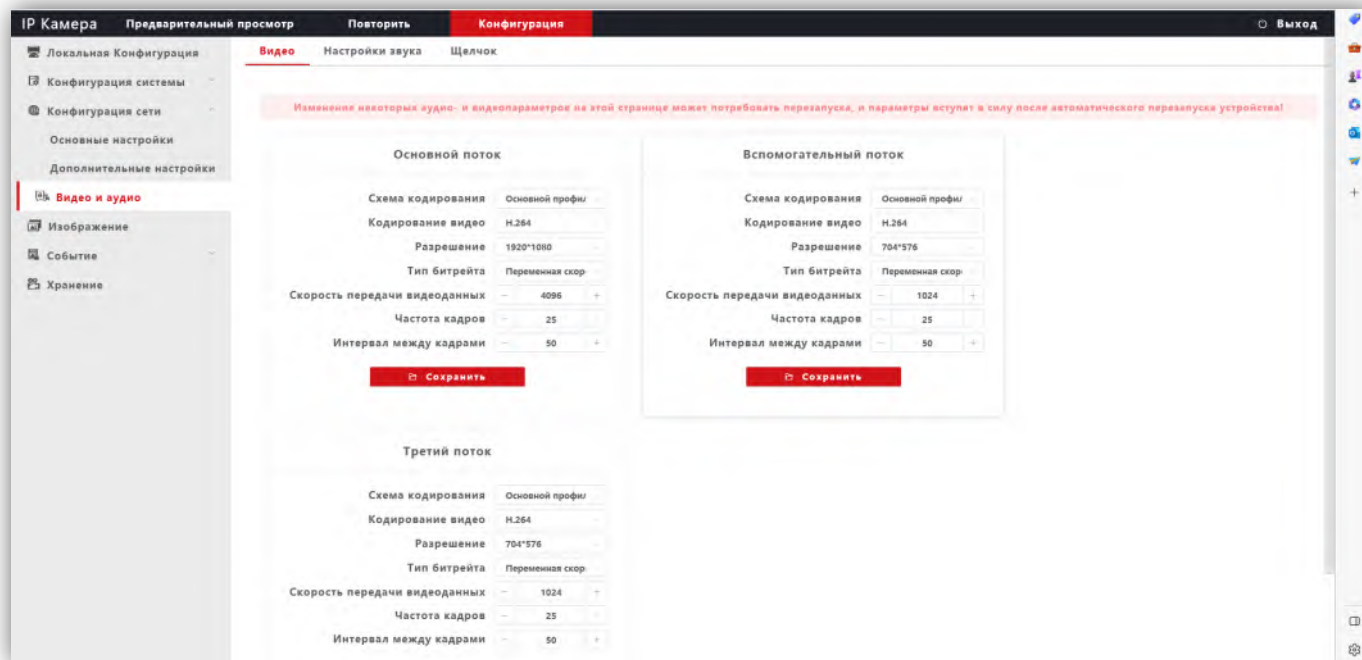 IP Камера Предварительный просмотр Повторить Конфигурация Выход
Локальная Конфигурация
Конфигурация системы
Конфигурация сети
Основные настройки
Дополнительные настройки
Видео и аудио
Изображение
Событие
Хранение
Видео Настройки звука Щелчок
Изменение некоторых аудио- и видеопараметров на этой странице может потребовать перезапуска, и параметры вступят в силу после автоматического перезапуска устройства!
Основной поток
Схема кодирования Основной профил
Кодирование видео H.264
Разрешение 1920*1080
Тип битрейта Переменная скор
Скорость передачи видеоданных − 4096 +
Частота кадров − 25
Интервал между кадрами − 50 +
Сохранить
Вспомогательный поток
Схема кодирования Основной профил
Кодирование видео H.264
Разрешение 704*576
Тип битрейта Переменная скор
Скорость передачи видеоданных − 1024 +
Частота кадров − 25
Интервал между кадрами − 50 +
Сохранить
Третий поток
Схема кодирования Основной профил
Кодирование видео H.264
Разрешение 704*576
Тип битрейта Переменная скор
Скорость передачи видеоданных − 1024 +
Частота кадров − 25
Интервал между кадрами − 50 +